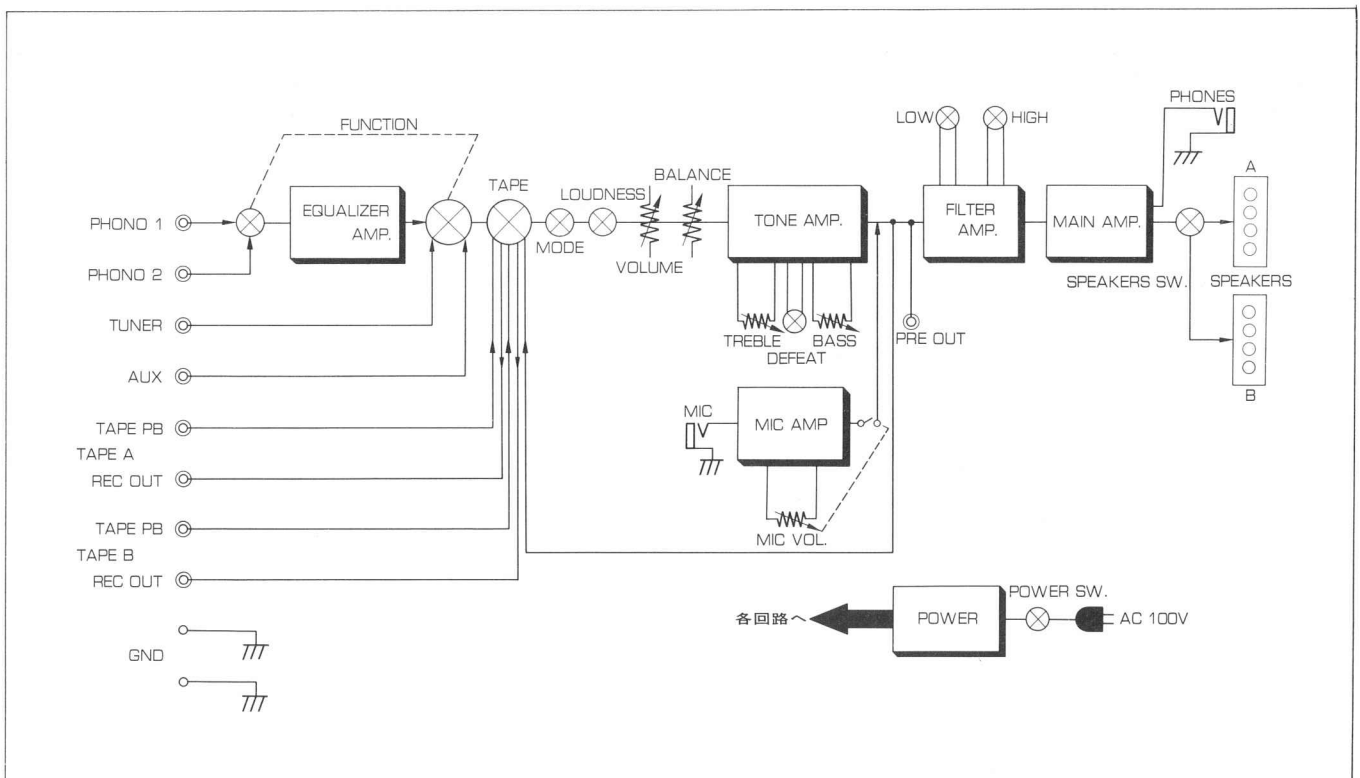 FUNCTION
PHONO 1
EQUALIZER
AMP.
TAPE
MODE
LOUDNESS
VOLUME
BALANCE
TONE AMP.
TREBLE
DEFEAT
BASS
LOW
HIGH
FILTER
AMP.
MAIN AMP.
PHONES
SPEAKERS SW.
A
SPEAKERS
B
PRE OUT
PHONO 2
TUNER
AUX
TAPE PB
TAPE A
REC OUT
TAPE PB
TAPE B
REC OUT
GND
MIC
MIC AMP
MIC VOL.
各回路へ
POWER
POWER SW.
AC 100V